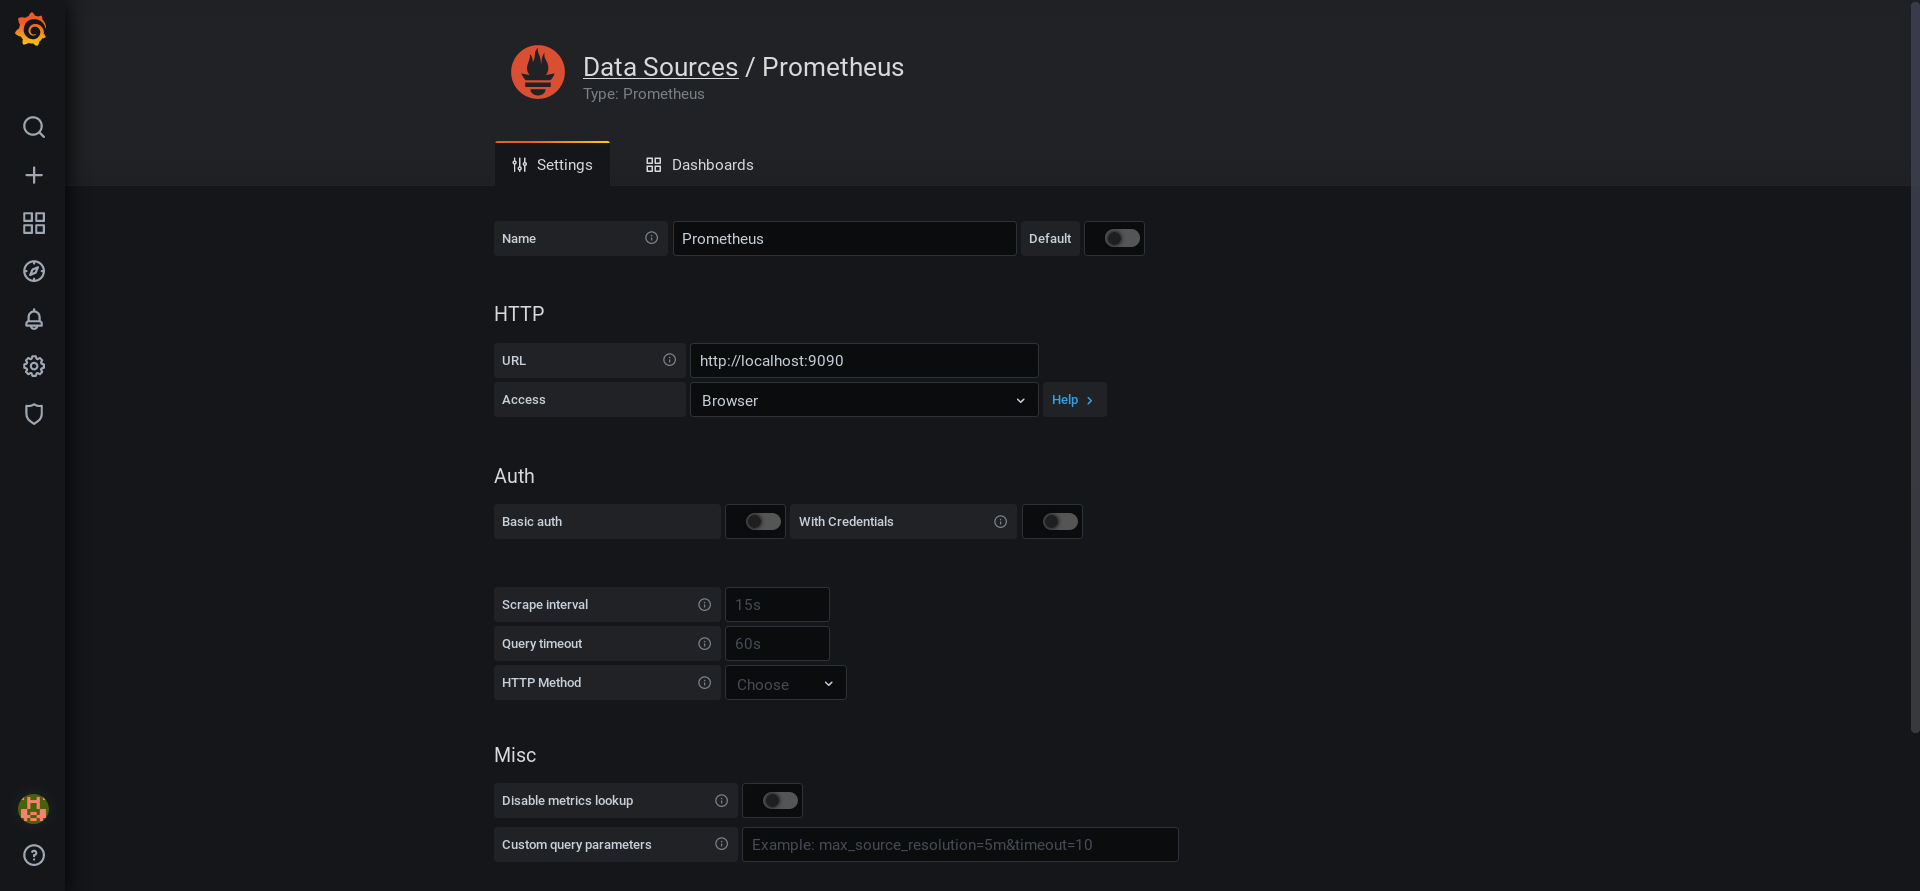 Data Sources / Prometheus
Type: Prometheus
Settings
Dashboards
Name
Prometheus
Default
HTTP
URL
http://localhost:9090
Access
Browser
Help
Auth
Basic auth
With Credentials
Scrape interval
15s
Query timeout
60s
HTTP Method
Choose
Misc
Disable metrics lookup
Custom query parameters
Example: max_source_resolution=5m&timeout=10